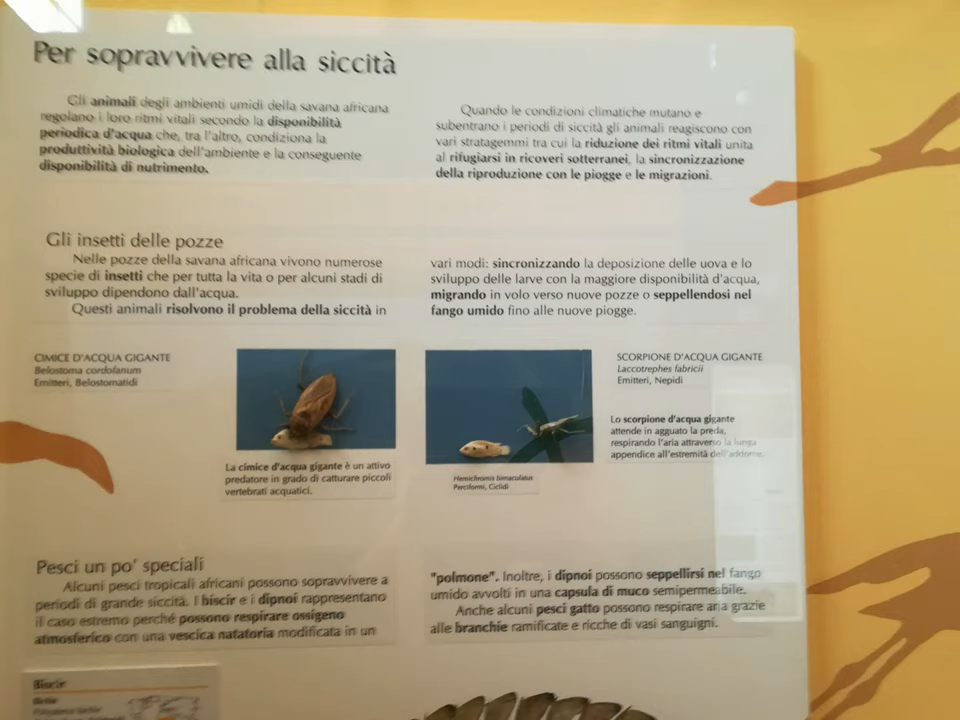 Per sopravvivere alla siccità
Gli animali degli ambienti umidi della savana africana
regolano i loro ritmi vitali secondo la disponibilità
periodica d'acqua che, tra l'altro, condiziona la
produttività biologica dell'ambiente e la conseguente
disponibilità di nutrimento.
Quando le condizioni climatiche mutano e
subentrano i periodi di siccità gli animali reagiscono con
vari stratagemmi tra cui la riduzione dei ritmi vitali unita
al rifugiarsi in ricoveri sotterranei, la sincronizzazione
della riproduzione con le piogge e le migrazioni.
Gli insetti delle pozze
Nelle pozze della savana africana vivono numerose
specie di insetti che per tutta la vita o per alcuni stadi di
sviluppo dipendono dall'acqua.
Questi animali risolvono il problema della siccità in
vari modi: sincronizzando la deposizione delle uova e lo
sviluppo delle larve con la maggiore disponibilità d'acqua,
migrando in volo verso nuove pozze o seppellendosi nel
fango umido fino alle nuove piogge.
CIMICE D'ACQUA GIGANTE
Belostoma cordofanum
Emitteri, Belostomatidi
La cimice d'acqua gigante è un attivo
predatore in grado di catturare piccoli
vertebrati acquatici.
Hemichromis bimaculatus
Perciformi, Ciclidi
SCORPIONE D'ACQUA GIGANTE
Laccotrephes fabricii
Emitteri, Nepidi
Lo scorpione d'acqua gigante
attende in agguato la preda,
respirando l'aria attraverso la lunga
appendice all'estremità dell'addome.
Pesci un po' speciali
Alcuni pesci tropicali africani possono sopravvivere a
periodi di grande siccità. I biscir e i dipnoi rappresentano
il caso estremo perché possono respirare ossigeno
atmosferico con una vescica natatoria modificata in un
"polmone". Inoltre, i dipnoi possono seppellirsi nel fango
umido avvolti in una capsula di muco semipermeabile.
Anche alcuni pesci gatto possono respirare aria grazie
alle branchie ramificate e ricche di vasi sanguigni.
Biscir